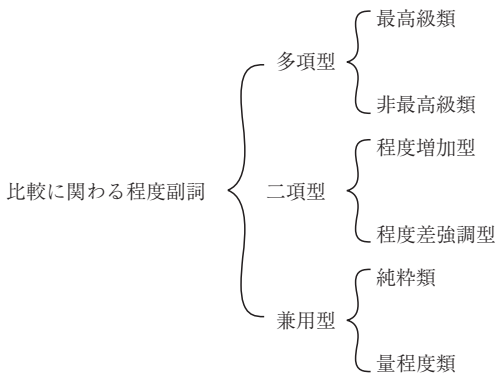 比較に関わる程度副詞
多項型
最高級類
非最高級類
二項型
程度増加型
程度差強調型
兼用型
純粋類
量程度類